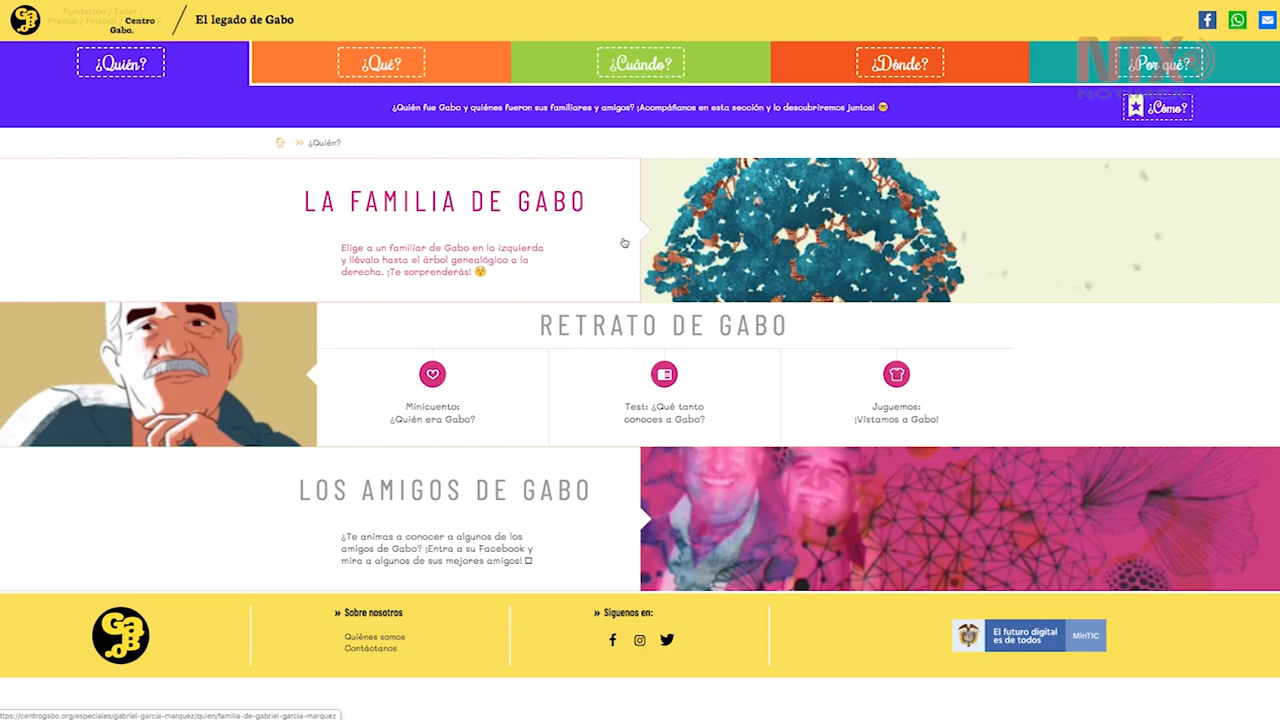 Fundación / Taller /
Premio / Festival / Centro
Gabo.
El legado de Gabo
¿Quién?
¿Qué?
¿Cuándo?
¿Dónde?
¿Por qué?
NTX
¿Quién fue Gabo y quiénes fueron sus familiares y amigos? ¡Acompáñanos en esta sección y lo descubriremos juntos!
¿Cómo?
¿Quién?
LA FAMILIA DE GABO
Elige a un familiar de Gabo en la izquierda
y llévalo hasta el árbol genealógico a la
derecha. ¡Te sorprenderás!
RETRATO DE GABO
Minicuento:
¿Quién era Gabo?
Test: ¿Qué tanto
conoces a Gabo?
Juguemos:
¡Vistamos a Gabo!
LOS AMIGOS DE GABO
¿Te animas a conocer a algunos de los
amigos de Gabo? ¡Entra a su Facebook y
mira a algunos de sus mejores amigos!
Gabo
» Sobre nosotros
Quiénes somos
Contáctanos
» Síguenos en:
El futuro digital
es de todos
MinTIC
ttps://centrogabo.org/especiales/gabriel-garcia-marquez/quien/familia-de-gabriel-garcia-marquez